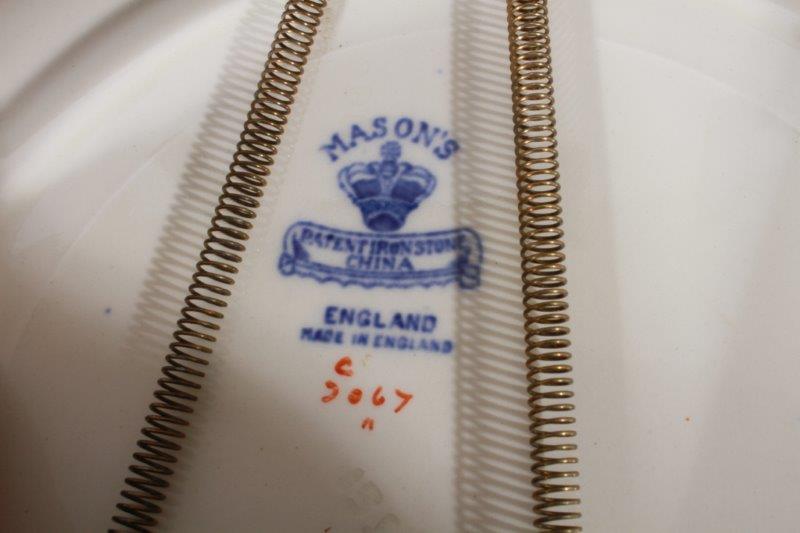 MASON'S
PATENT IRONSTONE
CHINA
ENGLAND
MADE IN ENGLAND
C
3067
n